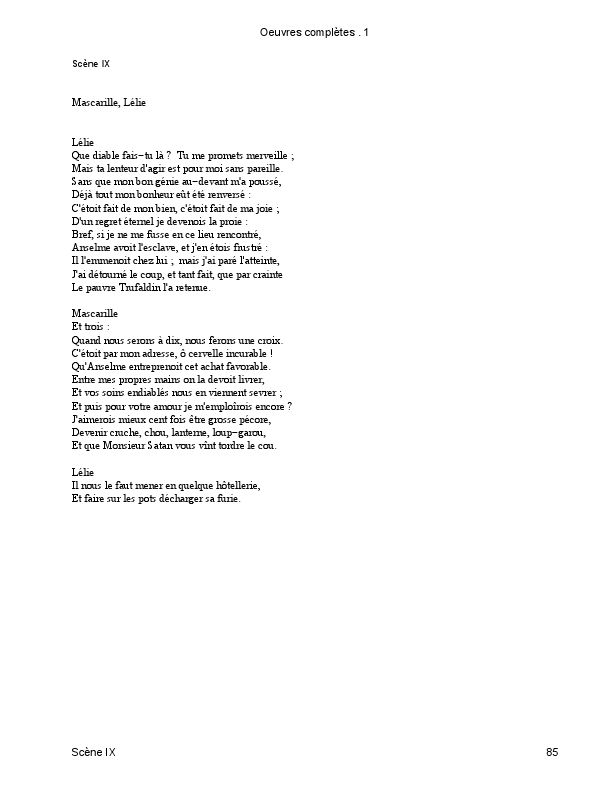 Oeuvres complètes . 1
Scène IX
Mascarille, Lélie
Lélie
Que diable fais−tu là ?  Tu me promets merveille ;
Mais ta lenteur d'agir est pour moi sans pareille.
Sans que mon bon génie au−devant m'a poussé,
Déjà tout mon bonheur eût été renversé :
C'étoit fait de mon bien, c'étoit fait de ma joie ;
D'un regret éternel je devenois la proie :
Bref, si je ne me fusse en ce lieu rencontré,
Anselme avoit l'esclave, et j'en étois frustré :
Il l'emmenoit chez lui ;  mais j'ai paré l'atteinte,
J'ai détourné le coup, et tant fait, que par crainte
Le pauvre Trufaldin l'a retenue.
Mascarille
Et trois :
Quand nous serons à dix, nous ferons une croix.
C'étoit par mon adresse, ô cervelle incurable !
Qu'Anselme entreprenoit cet achat favorable.
Entre mes propres mains on la devoit livrer,
Et vos soins endiablés nous en viennent sevrer ;
Et puis pour votre amour je m'emploîrois encore ?
J'aimerois mieux cent fois être grosse pécore,
Devenir cruche, chou, lanterne, loup−garou,
Et que Monsieur Satan vous vînt tordre le cou.
Lélie
Il nous le faut mener en quelque hôtellerie,
Et faire sur les pots décharger sa furie.
Scène IX
85